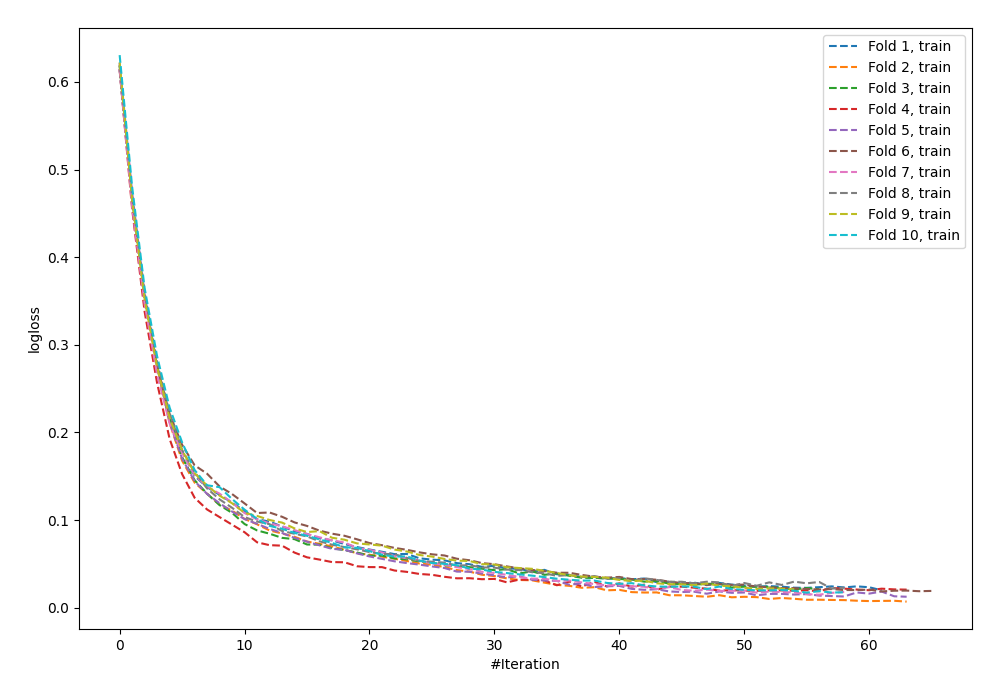 logloss
0.6
0.5
0.4
0.3
0.2
0.1
0.0
0
10
20
30
40
50
60
#Iteration
Fold 1, train
Fold 2, train
Fold 3, train
Fold 4, train
Fold 5, train
Fold 6, train
Fold 7, train
Fold 8, train
Fold 9, train
Fold 10, train